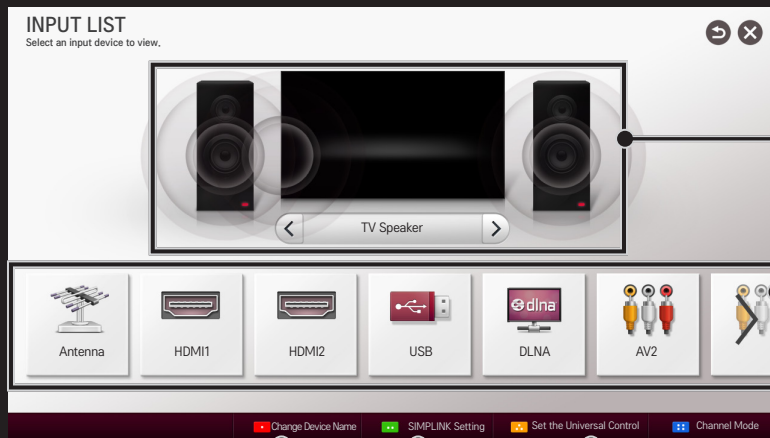 INPUT LIST
Select an input device to view.
TV Speaker
Antenna
HDMI1
HDMI2
USB
dlna
DLNA
AV2
Change Device Name
SIMPLINK Setting
Set the Universal Control
Channel Mode